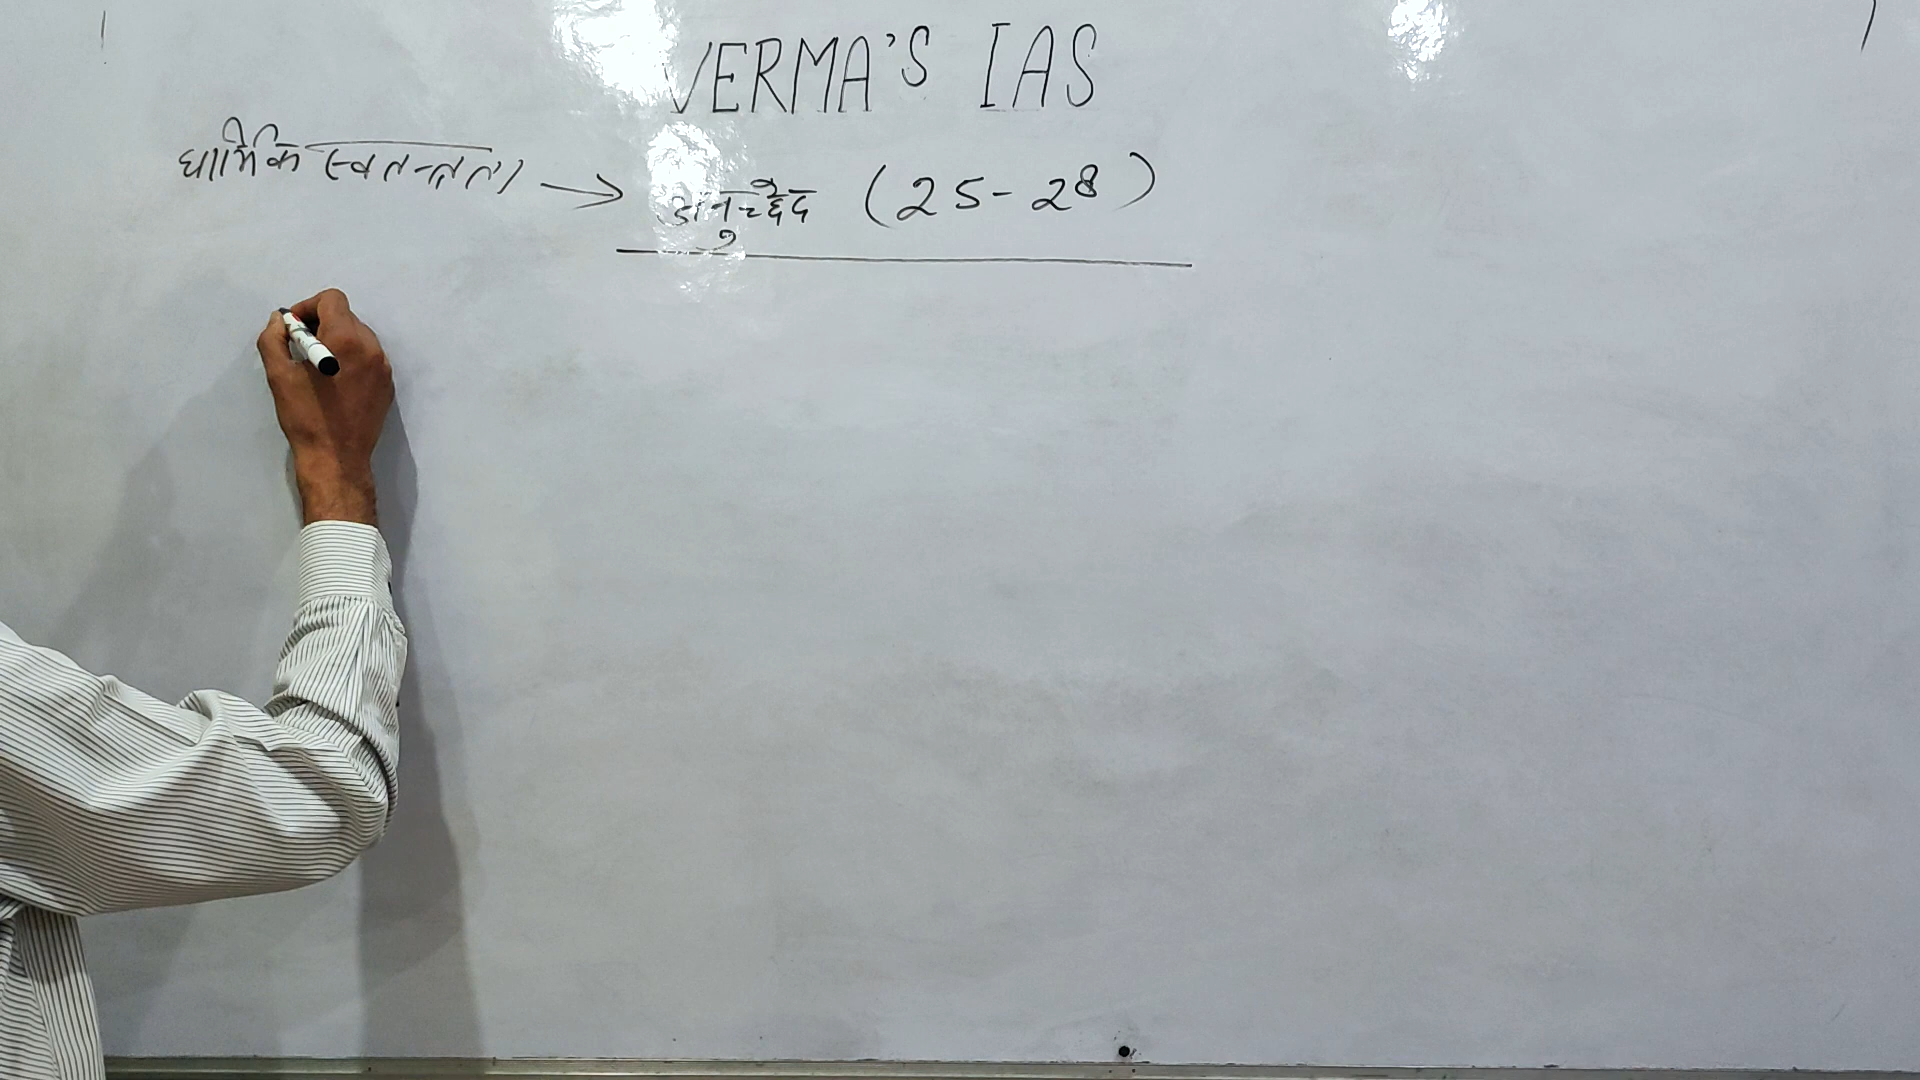 VERMA'S IAS
धार्मिक स्वतन्त्रता → अनुच्छेद (25-28)